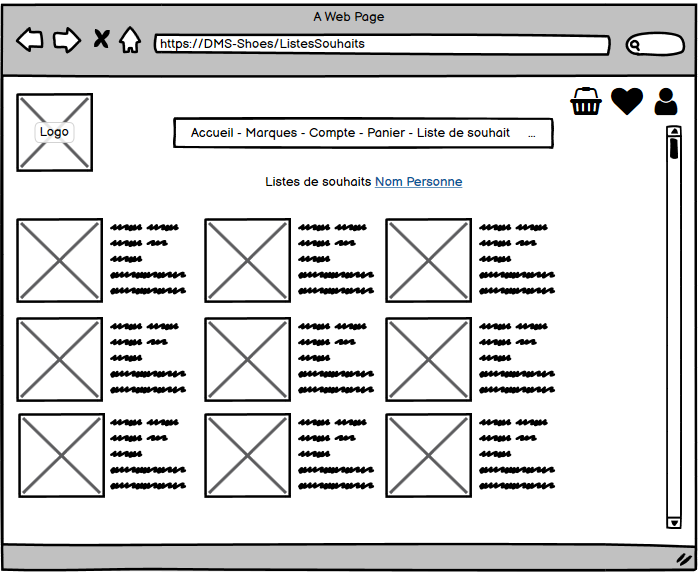 A Web Page
https://DMS-Shoes/ListesSouhaits
Logo
Accueil - Marques - Compte - Panier - Liste de souhait ...
Listes de souhaits Nom Personne